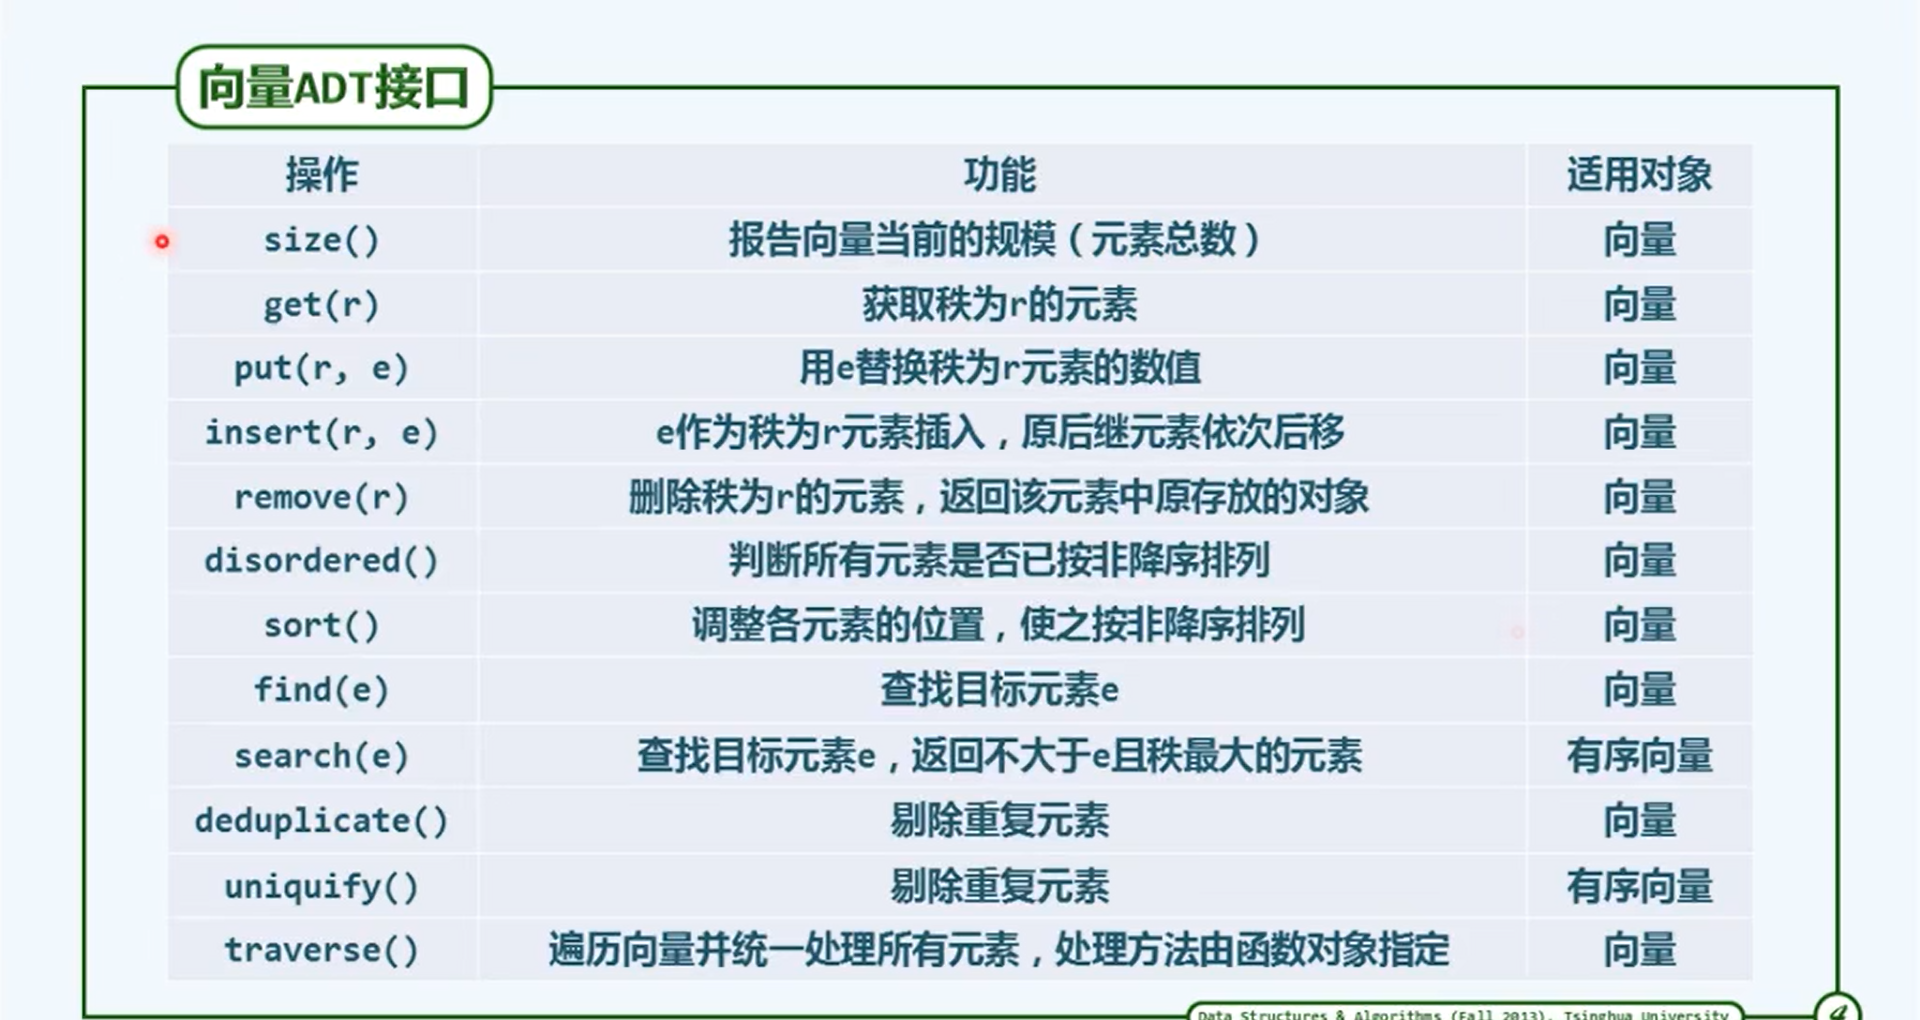 向量ADT接口
操作 功能 适用对象
size() 报告向量当前的规模（元素总数） 向量
get(r) 获取秩为r的元素 向量
put(r, e) 用e替换秩为r元素的数值 向量
insert(r, e) e作为秩为r元素插入，原后继元素依次后移 向量
remove(r) 删除秩为r的元素，返回该元素中原存放的对象 向量
disordered() 判断所有元素是否已按非降序排列 向量
sort() 调整各元素的位置，使之按非降序排列 向量
find(e) 查找目标元素e 向量
search(e) 查找目标元素e，返回不大于e且秩最大的元素 有序向量
deduplicate() 剔除重复元素 向量
uniquify() 剔除重复元素 有序向量
traverse() 遍历向量并统一处理所有元素，处理方法由函数对象指定 向量
Data Structures & Algorithms (Fall 2013), Tsinghua University
4